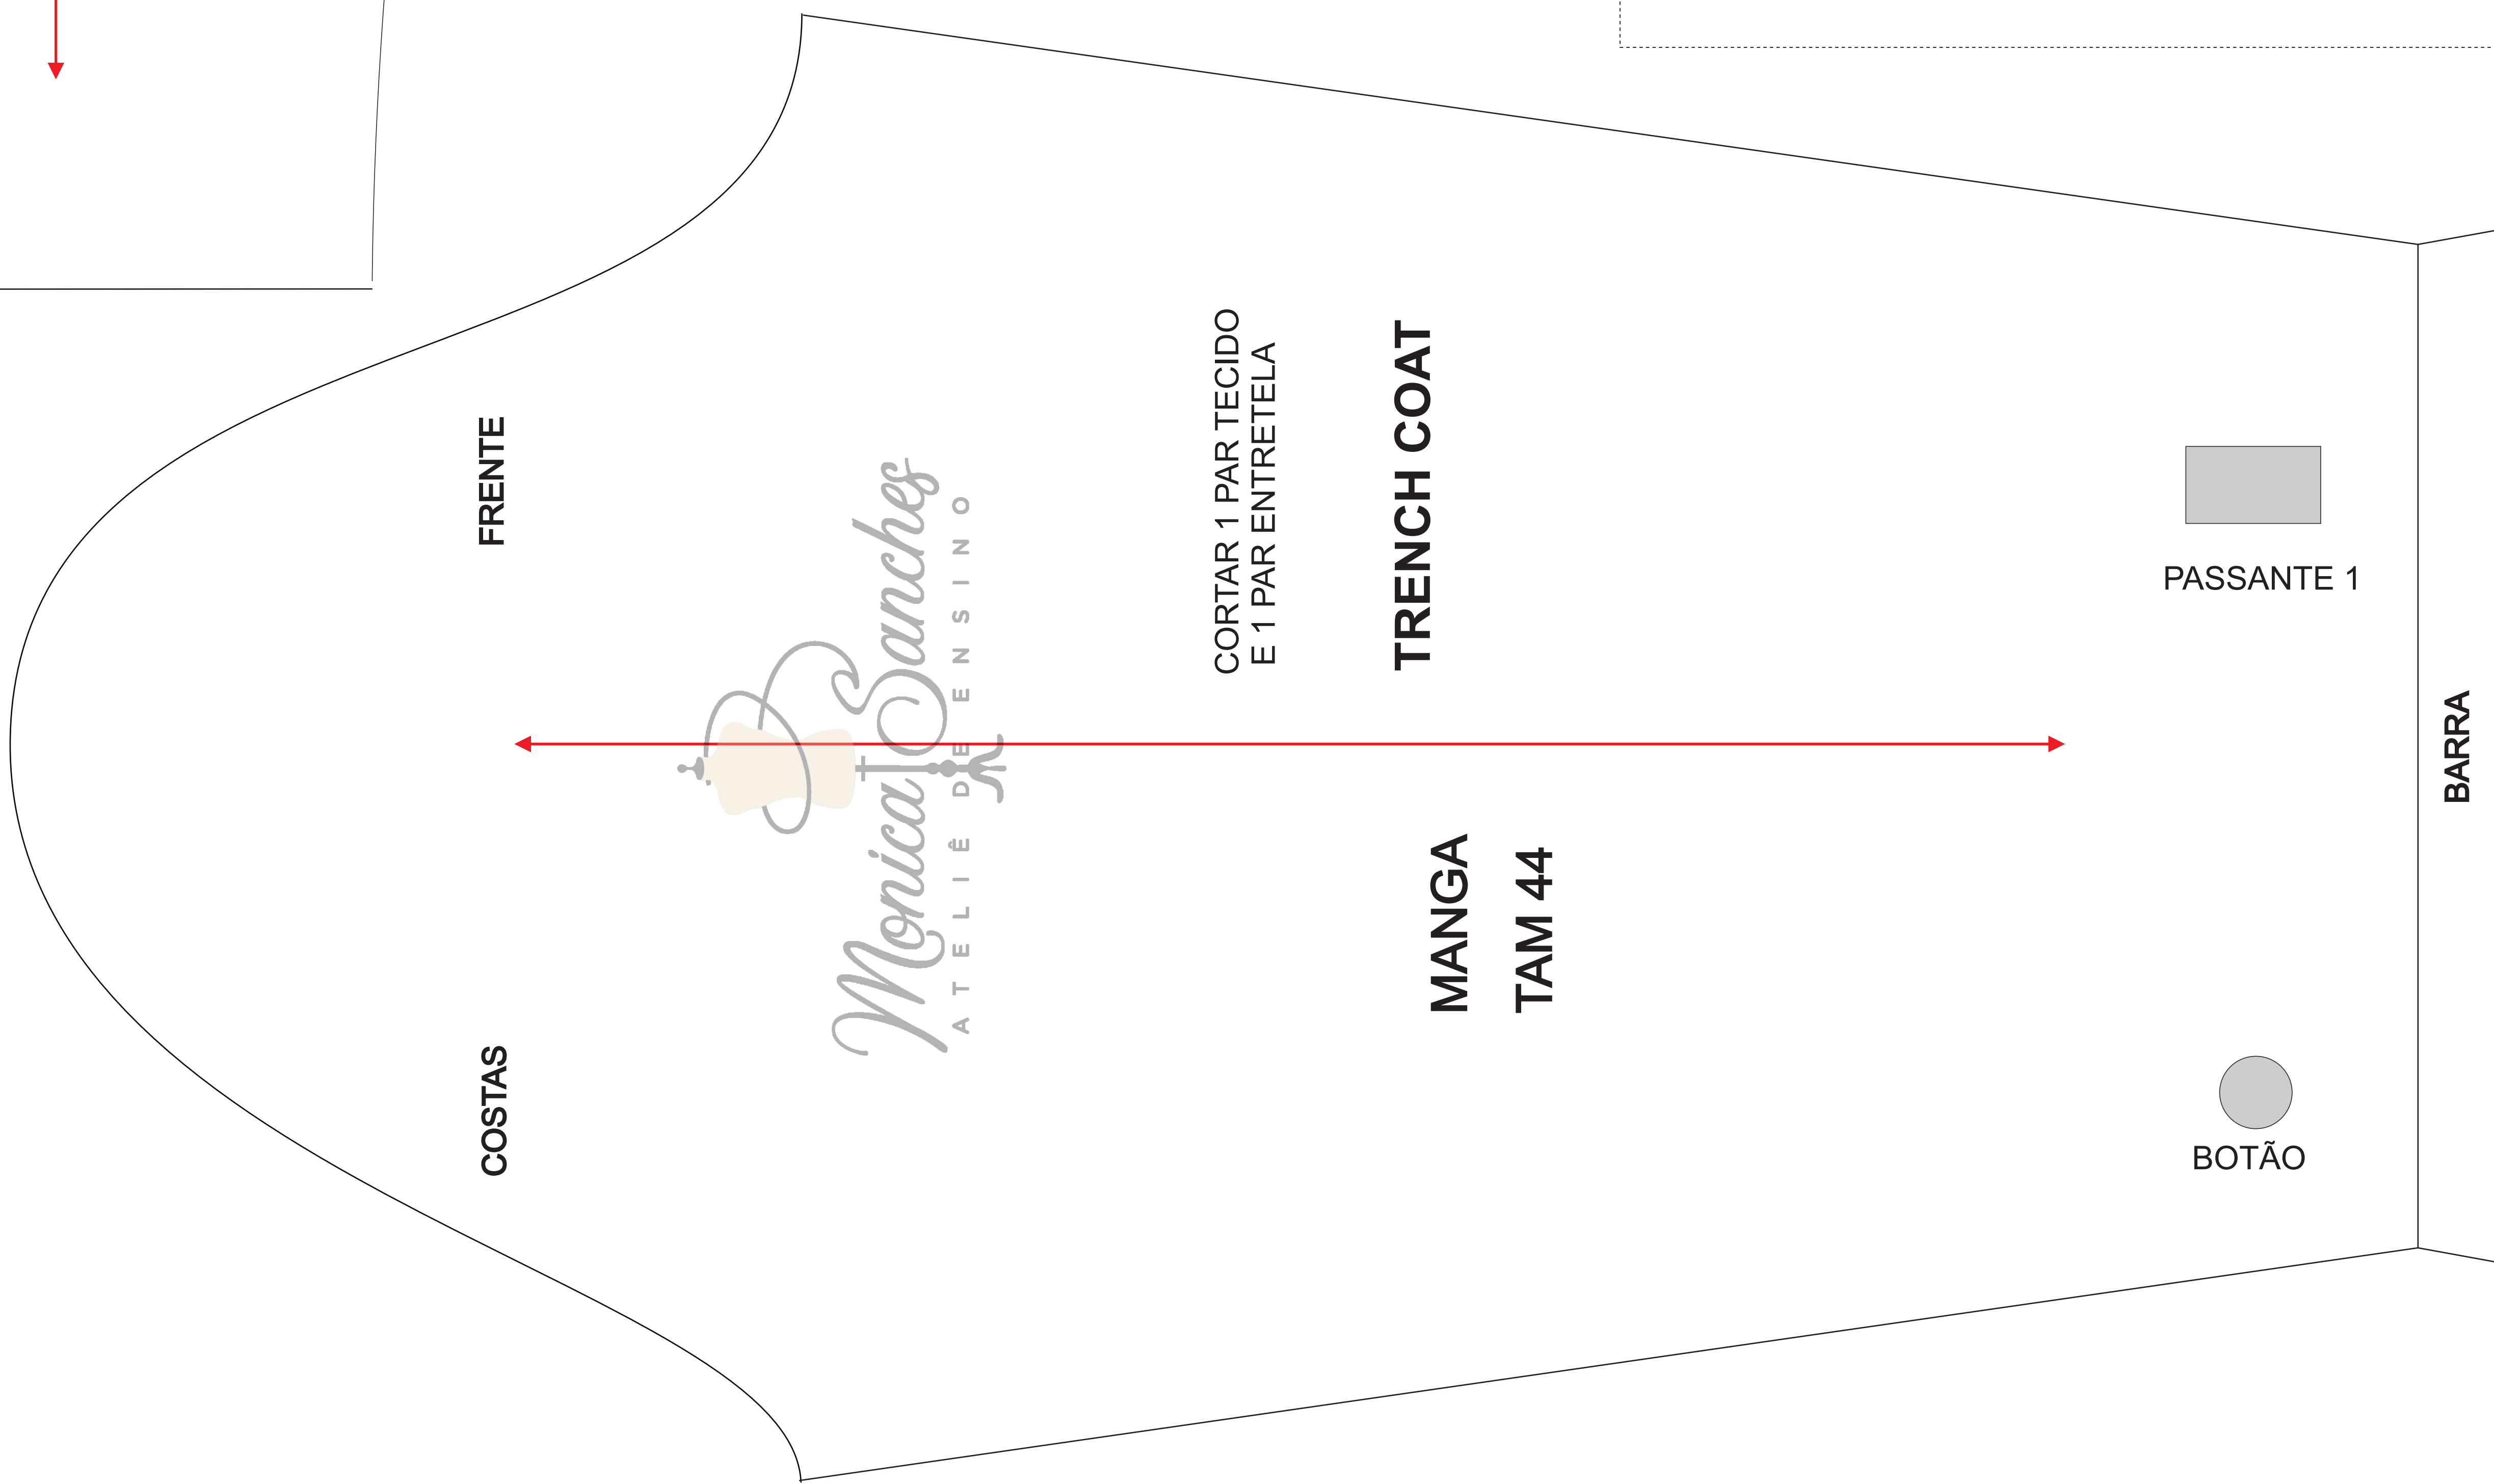 FRENTE
COSTAS
Monica Sanches
ATELIÊ DE ENSINO
CORTAR 1 PAR TECIDO
E 1 PAR ENTRETELA
TRENCH COAT
MANGA
TAM 44
PASSANTE 1
BOTÃO
BARRA